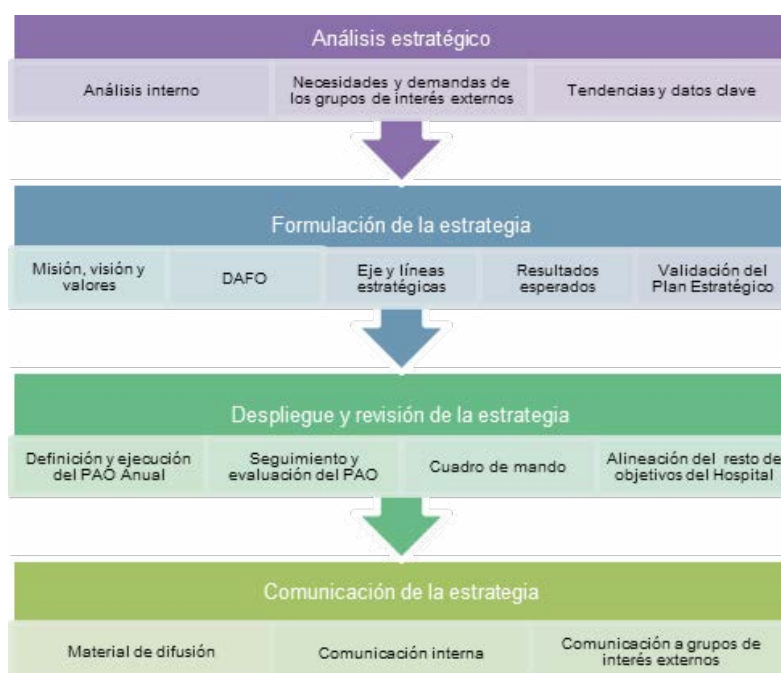 Análisis estratégico
Análisis interno
Necesidades y demandas de
los grupos de interés externos
Tendencias y datos clave
Formulación de la estrategia
Misión, visión y
valores
DAFO
Eje y líneas
estratégicas
Resultados
esperados
Validación del
Plan Estratégico
Despliegue y revisión de la estrategia
Definición y ejecución
del PAO Anual
Seguimiento y
evaluación del PAO
Cuadro de mando
Alineación del resto de
objetivos del Hospital
Comunicación de la estrategia
Material de difusión
Comunicación interna
Comunicación a grupos de
interés externos